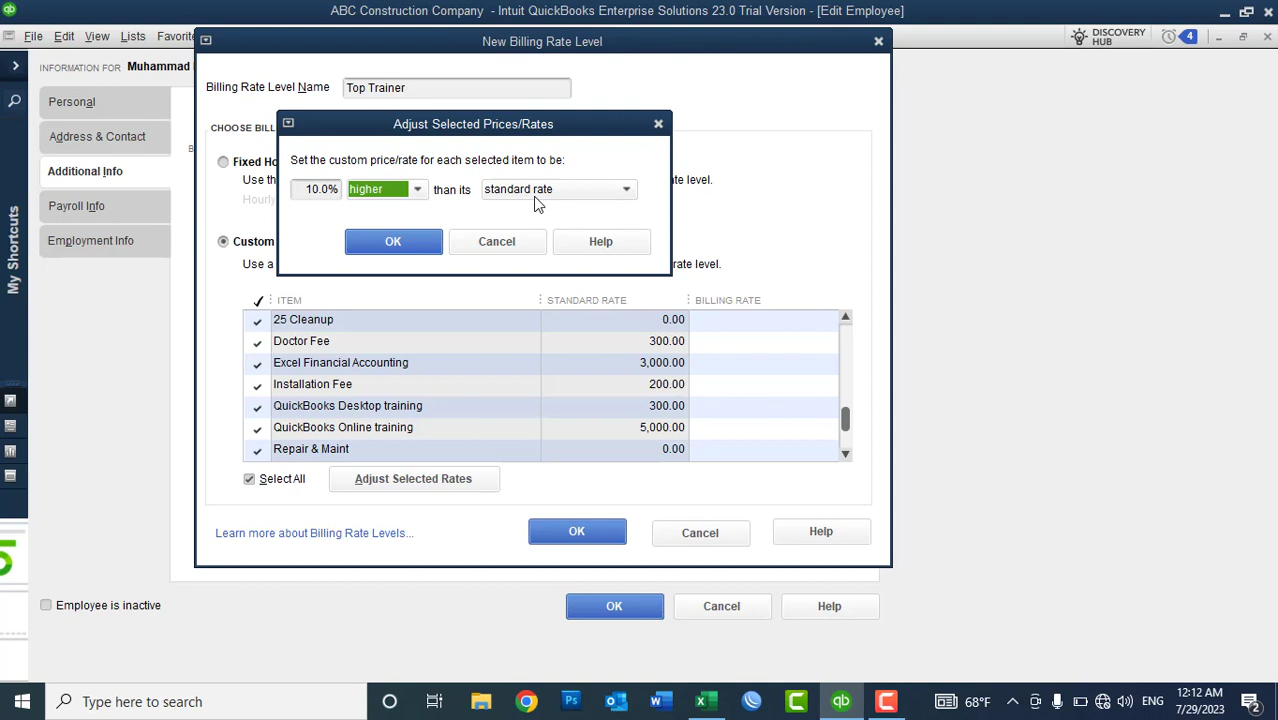 ABC Construction Company - Intuit QuickBooks Enterprise Solutions 23.0 Trial Version - [Edit Employee]
File Edit View Lists Favorite
DISCOVERY HUB
4
My Shortcuts
INFORMATION FOR Muhammad
Personal
Address & Contact
Additional Info
Payroll Info
Employment Info
New Billing Rate Level
Billing Rate Level Name Top Trainer
CHOOSE BILL
Fixed Ho
Use the
rate level.
Hourly
Custom
Use a
rate level.
Adjust Selected Prices/Rates
Set the custom price/rate for each selected item to be:
10.0% higher than its standard rate
OK Cancel Help
ITEM STANDARD RATE BILLING RATE
25 Cleanup 0.00
Doctor Fee 300.00
Excel Financial Accounting 3,000.00
Installation Fee 200.00
QuickBooks Desktop training 300.00
QuickBooks Online training 5,000.00
Repair & Maint 0.00
Select All Adjust Selected Rates
Learn more about Billing Rate Levels... OK Cancel Help
Employee is inactive OK Cancel Help
Type here to search
68°F
ENG
12:12 AM
7/29/2023
2